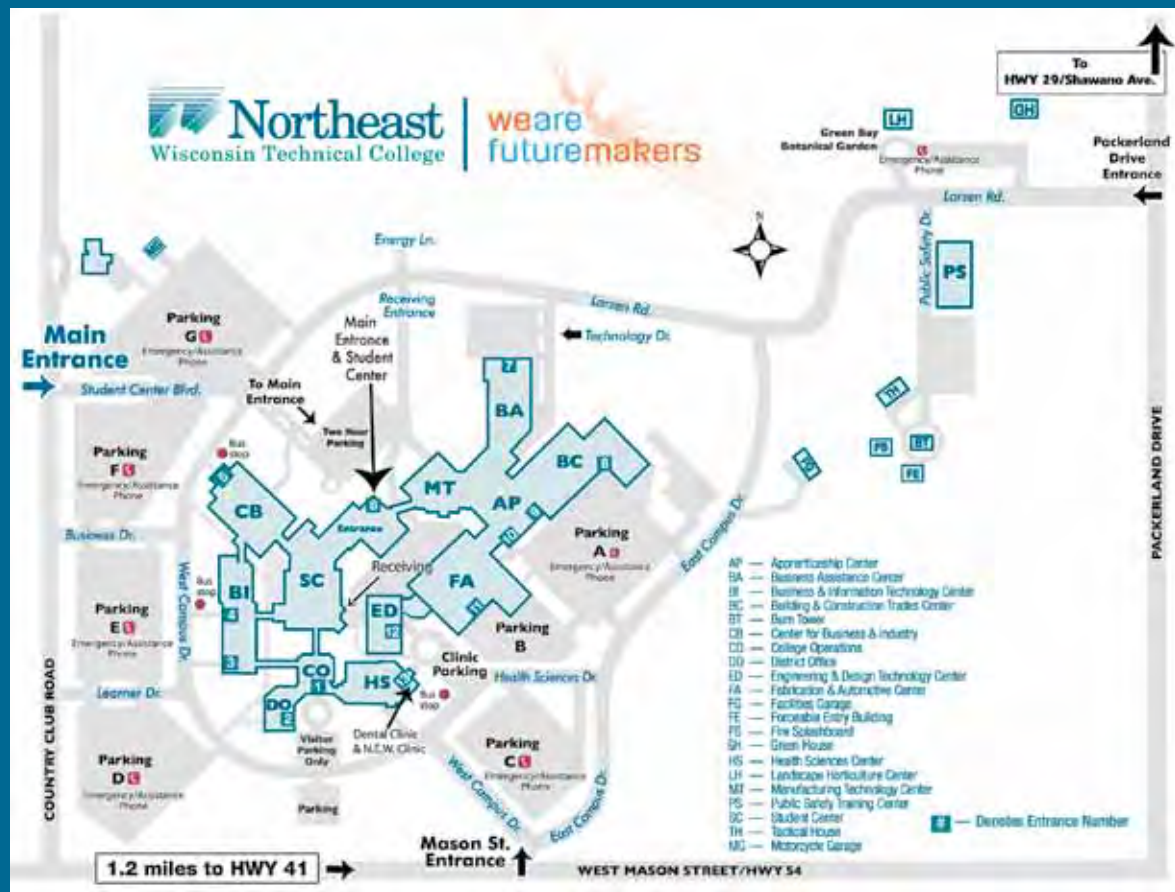 Northeast
Wisconsin Technical College
we are
futuremakers
To
HWY 29/Shawano Ave.
LH
GH
Green Bay
Botanical Garden
Emergency/Assistance
Phone
Packerland
Drive
Entrance
Larsen Rd.
N
Public Safety Dr.
PS
Energy Ln.
Receiving
Entrance
Larsen Rd.
Technology Dr.
MG
Parking
G
Emergency/Assistance
Phone
Main
Entrance
Student Center Blvd.
Main
Entrance
& Student
Center
To Main
Entrance
Two Hour
Parking
7
BA
BC
8
MT
AP
TH
FB
BT
FE
FG
Parking
F
Emergency/Assistance
Phone
Bus
stop
CB
Entrance
Business Dr.
Parking
A
Emergency/Assistance
Phone
East Campus Dr.
PACKERLAND DRIVE
West Campus Dr.
Bus
stop
BI
4
3
SC
Receiving
FA
ED
12
11
10
Parking
E
Emergency/Assistance
Phone
Parking
B
Clinic
Parking
Health Sciences Dr.
CO
1
HS
Bus
stop
Learner Dr.
DO
2
Visitor
Parking
Only
Dental Clinic
& N.E.W. Clinic
COUNTRY CLUB ROAD
Parking
D
Emergency/Assistance
Phone
Parking
C
Emergency/Assistance
Phone
West Campus Dr.
East Campus Dr.
Parking
Mason St.
Entrance
1.2 miles to HWY 41
WEST MASON STREET/HWY 54
AP — Apprenticeship Center
BA — Business Assistance Center
BI — Business & Information Technology Center
BC — Building & Construction Trades Center
BT — Burn Tower
CB — Center for Business & Industry
CO — College Operations
DO — District Office
ED — Engineering & Design Technology Center
FA — Fabrication & Automotive Center
FG — Facilities Garage
FE — Forceable Entry Building
FS — Fire Splashboard
GH — Green House
HS — Health Sciences Center
LH — Landscape Horticulture Center
MT — Manufacturing Technology Center
PS — Public Safety Training Center
SC — Student Center
TH — Tactical House
MG — Motorcycle Garage
# — Denotes Entrance Number